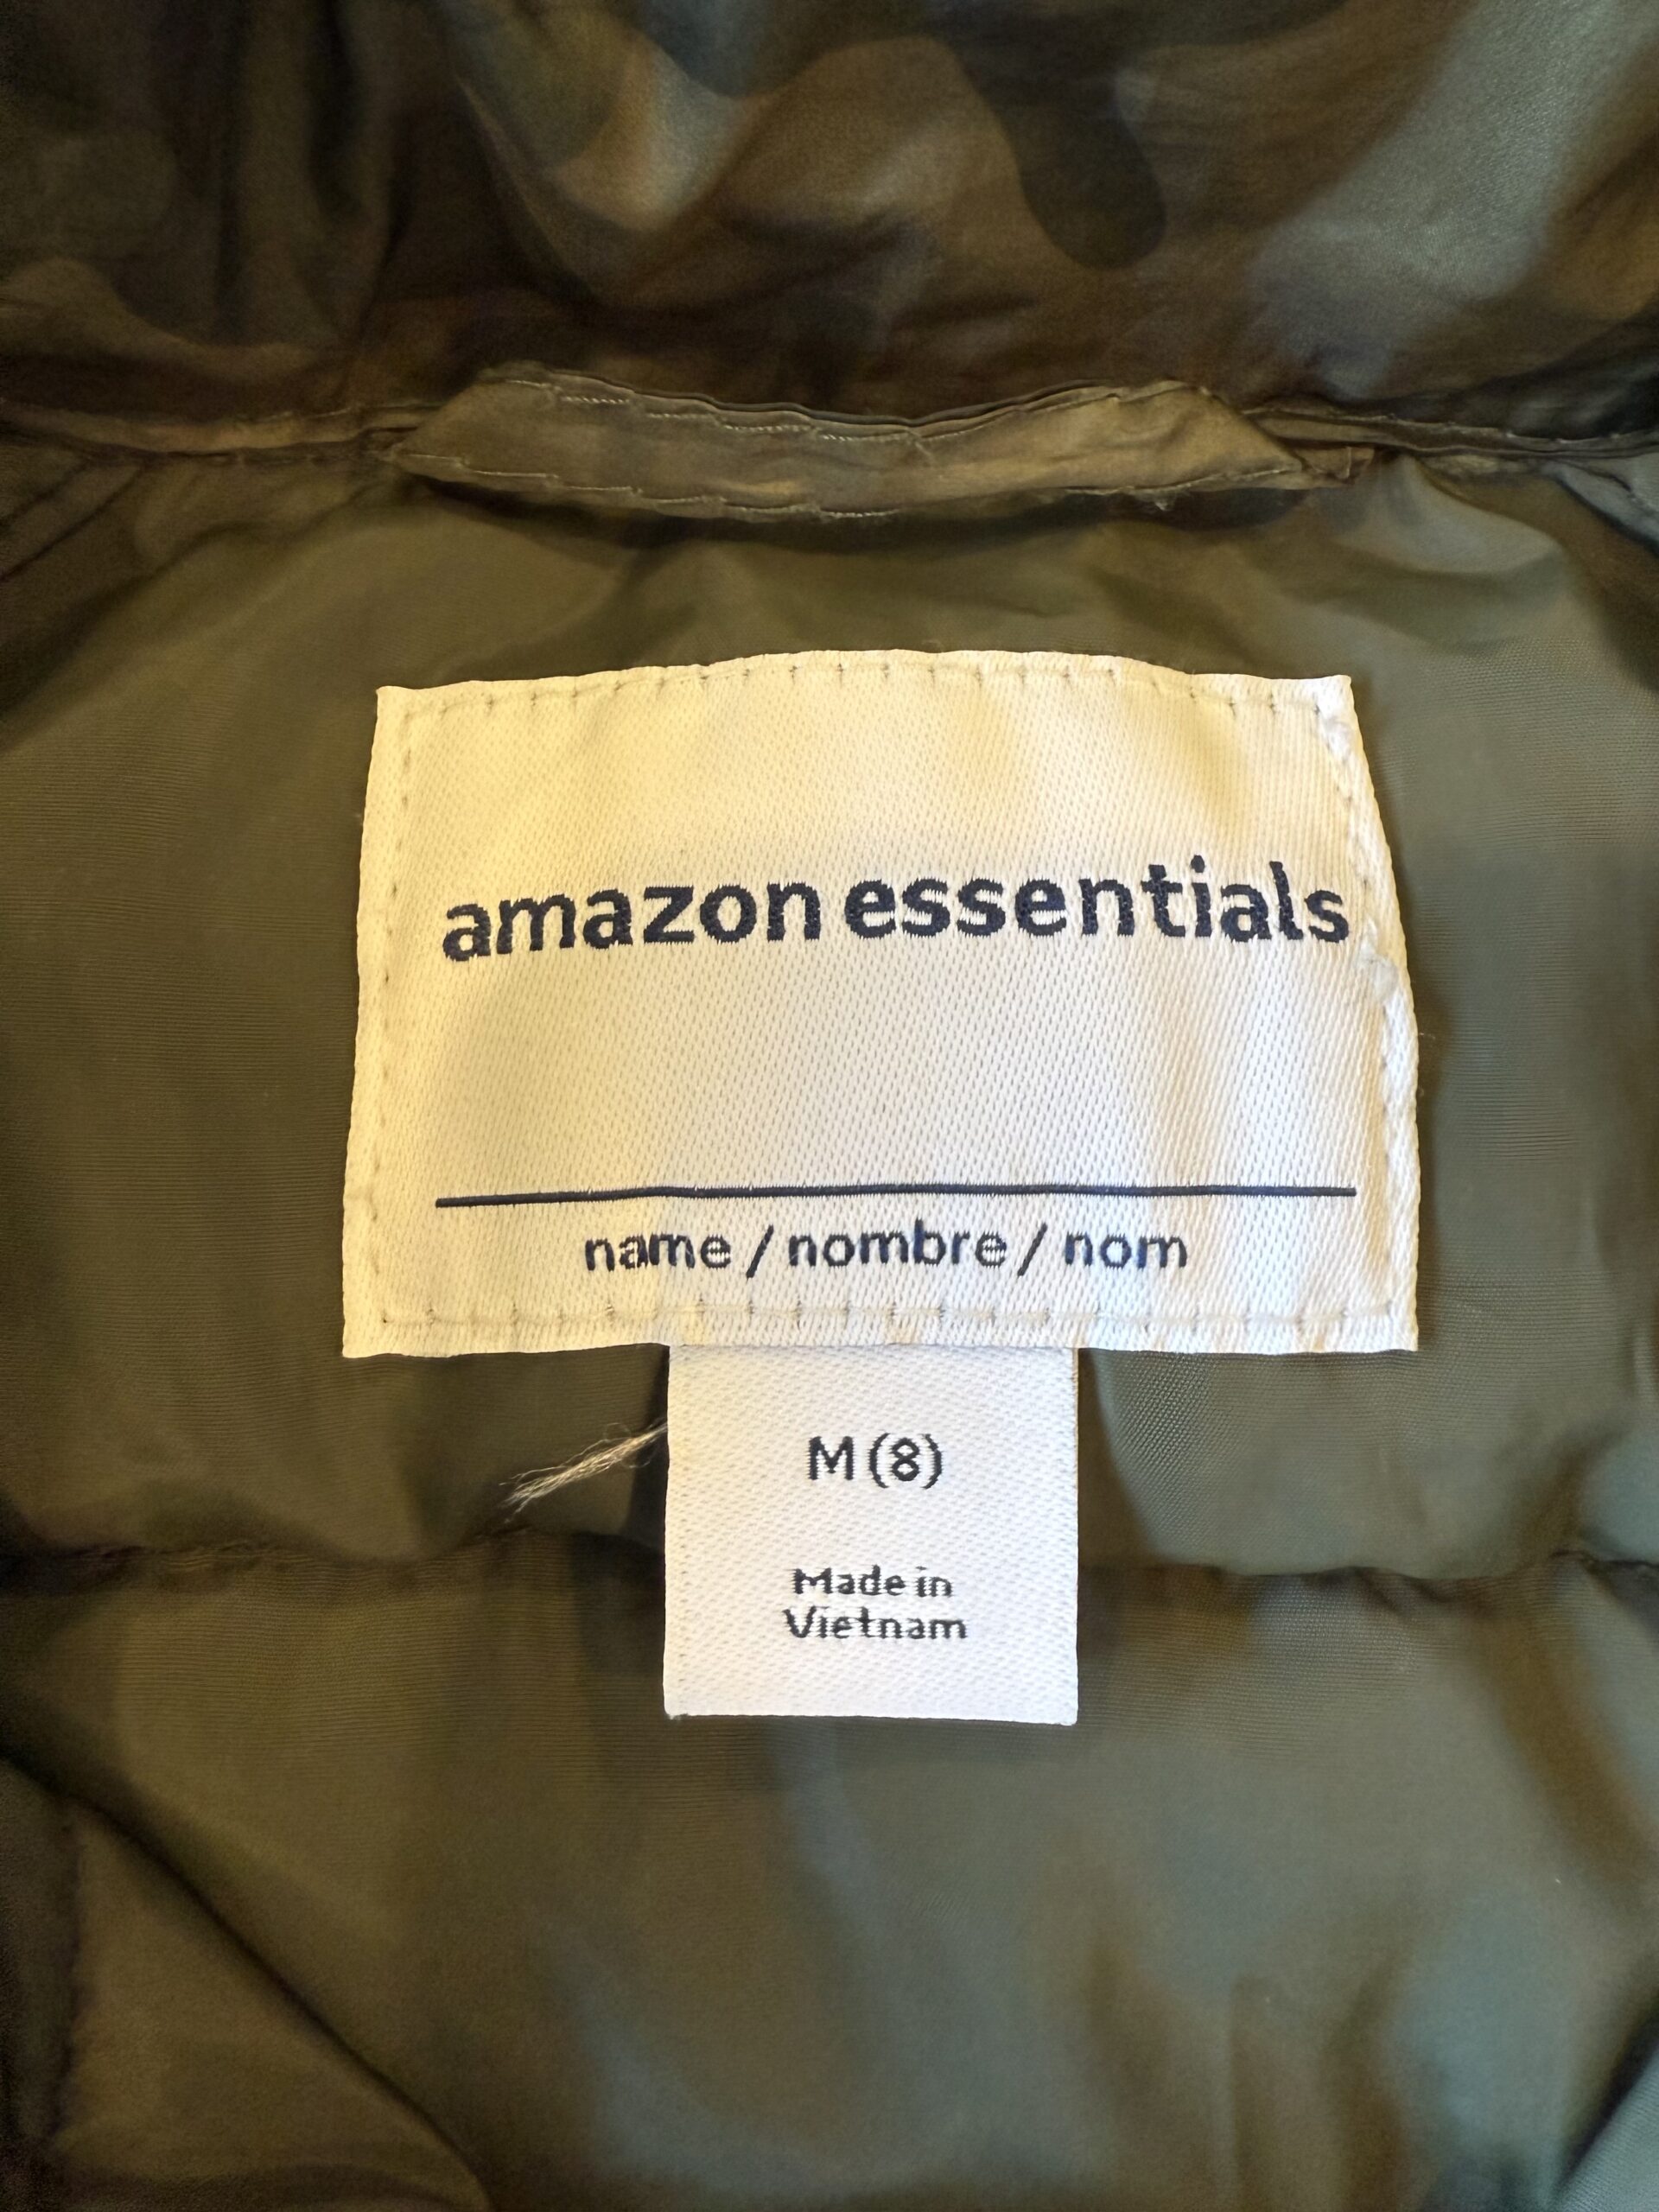 amazon essentials
name / nombre / nom
M (8)
Made in
Vietnam